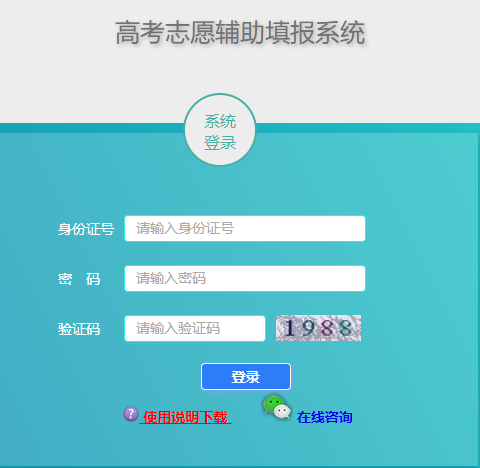 高考志愿辅助填报系统
系统
登录
身份证号 请输入身份证号
密 码 请输入密码
验证码 请输入验证码 1988
登录
? 使用说明下载 在线咨询